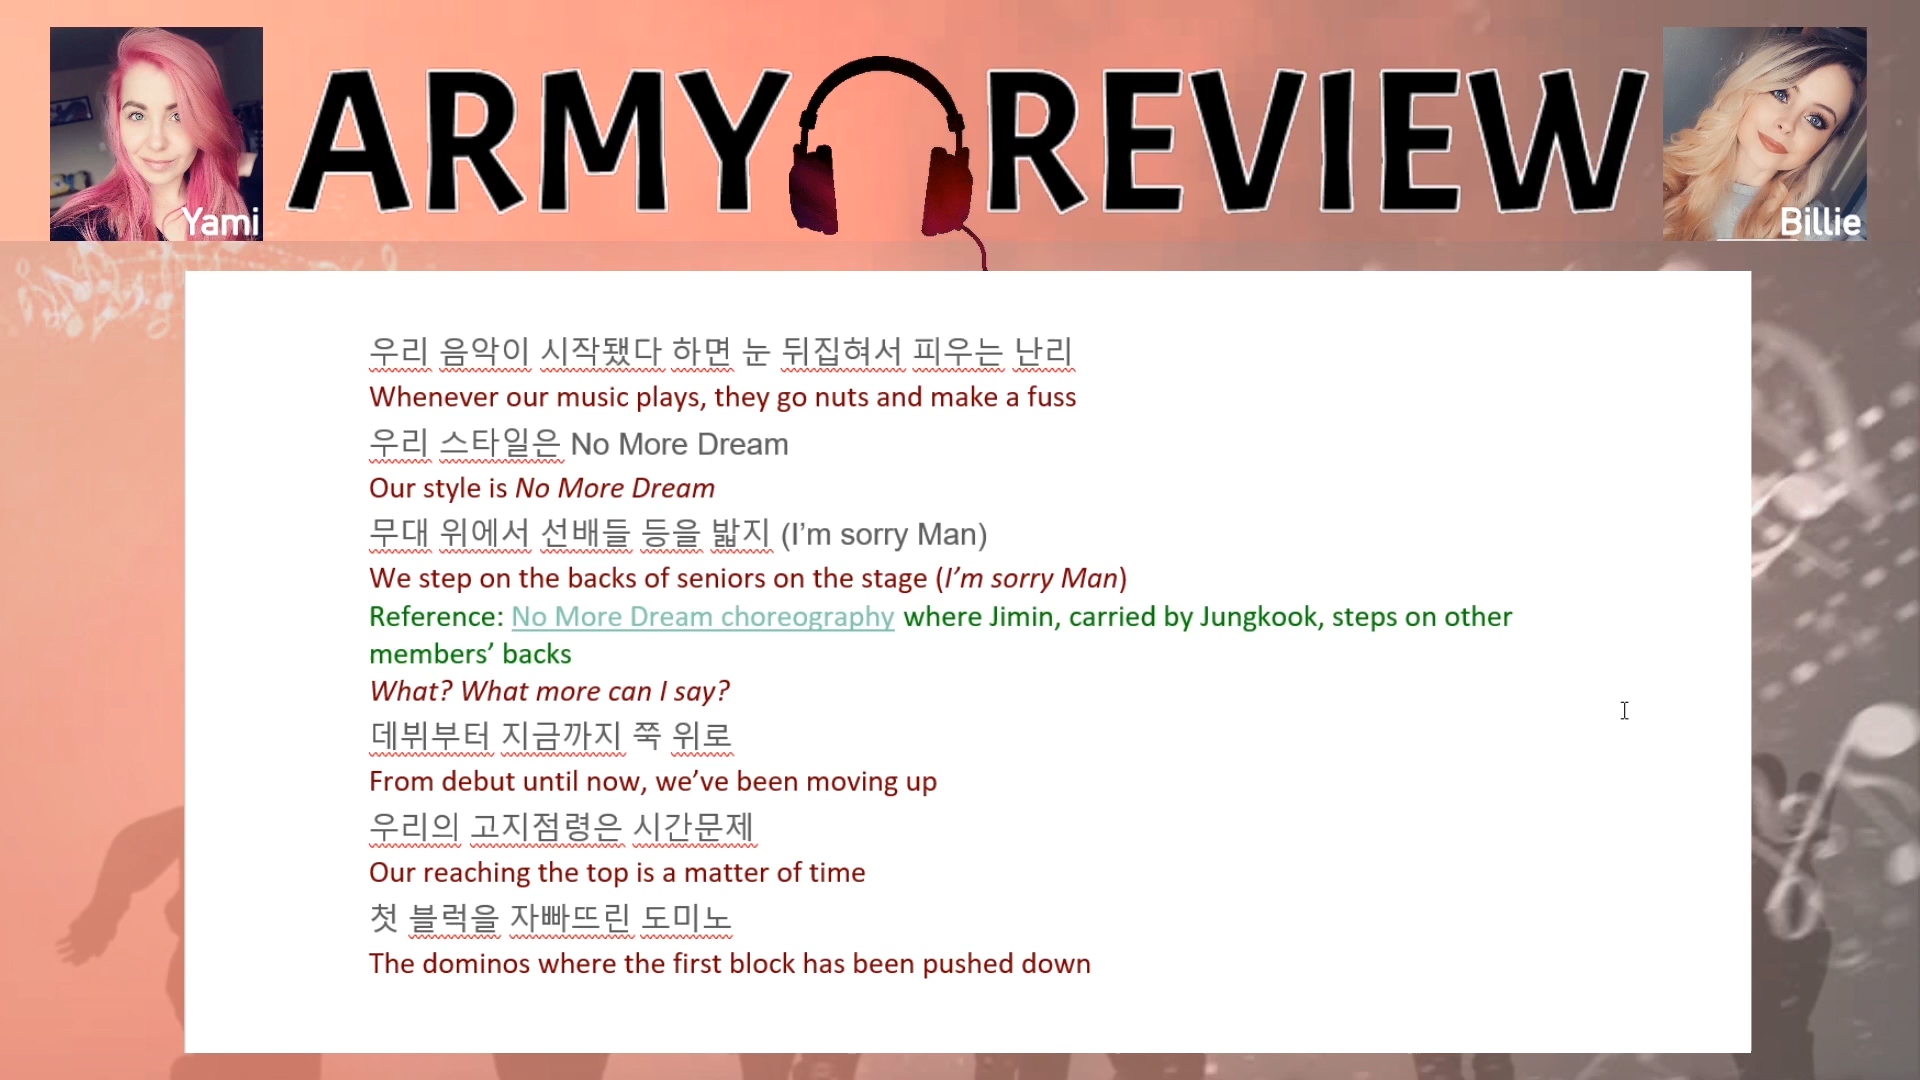 ARMY REVIEW
Yami
Billie
우리 음악이 시작됐다 하면 눈 뒤집혀서 피우는 난리
Whenever our music plays, they go nuts and make a fuss
우리 스타일은 No More Dream
Our style is No More Dream
무대 위에서 선배들 등을 밟지 (I’m sorry Man)
We step on the backs of seniors on the stage (I’m sorry Man)
Reference: No More Dream choreography where Jimin, carried by Jungkook, steps on other
members’ backs
What? What more can I say?
데뷔부터 지금까지 쭉 위로
From debut until now, we’ve been moving up
우리의 고지점령은 시간문제
Our reaching the top is a matter of time
첫 블럭을 자빠뜨린 도미노
The dominos where the first block has been pushed down